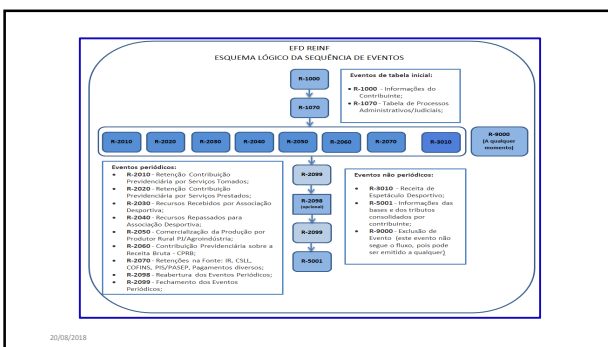 EFD REINF
ESQUEMA LÓGICO DA SEQUÊNCIA DE EVENTOS
R-1000
R-1070
Eventos de tabela inicial:
• R-1000 - Informações do
Contribuinte;
• R-1070 - Tabela de Processos
Administrativos/Judiciais;
R-2010
R-2020
R-2030
R-2040
R-2050
R-2060
R-2070
R-3010
R-9000
(A qualquer
momento)
R-2099
R-2098
(opcional)
R-2099
R-5001
Eventos periódicos:
• R-2010 - Retenção Contribuição
Previdenciária por Serviços Tomados;
• R-2020 - Retenção Contribuição
Previdenciária por Serviços Prestados;
• R-2030 - Recursos Recebidos por Associação
Desportiva;
• R-2040 - Recursos Repassados para
Associação Desportiva;
• R-2050 - Comercialização da Produção por
Produtor Rural PJ/Agroindústria;
• R-2060 - Contribuição Previdenciária sobre a
Receita Bruta - CPRB;
• R-2070 - Retenções na Fonte: IR, CSLL,
COFINS, PIS/PASEP, Pagamentos diversos;
• R-2098 - Reabertura dos Eventos Periódicos;
• R-2099 - Fechamento dos Eventos
Periódicos;
Eventos não periódicos:
• R-3010 - Receita de
Espetáculo Desportivo;
• R-5001 - Informações das
bases e dos tributos
consolidados por
contribuinte;
• R-9000 - Exclusão de
Evento (este evento não
segue o fluxo, pois pode
ser emitido a qualquer)
20/08/2018